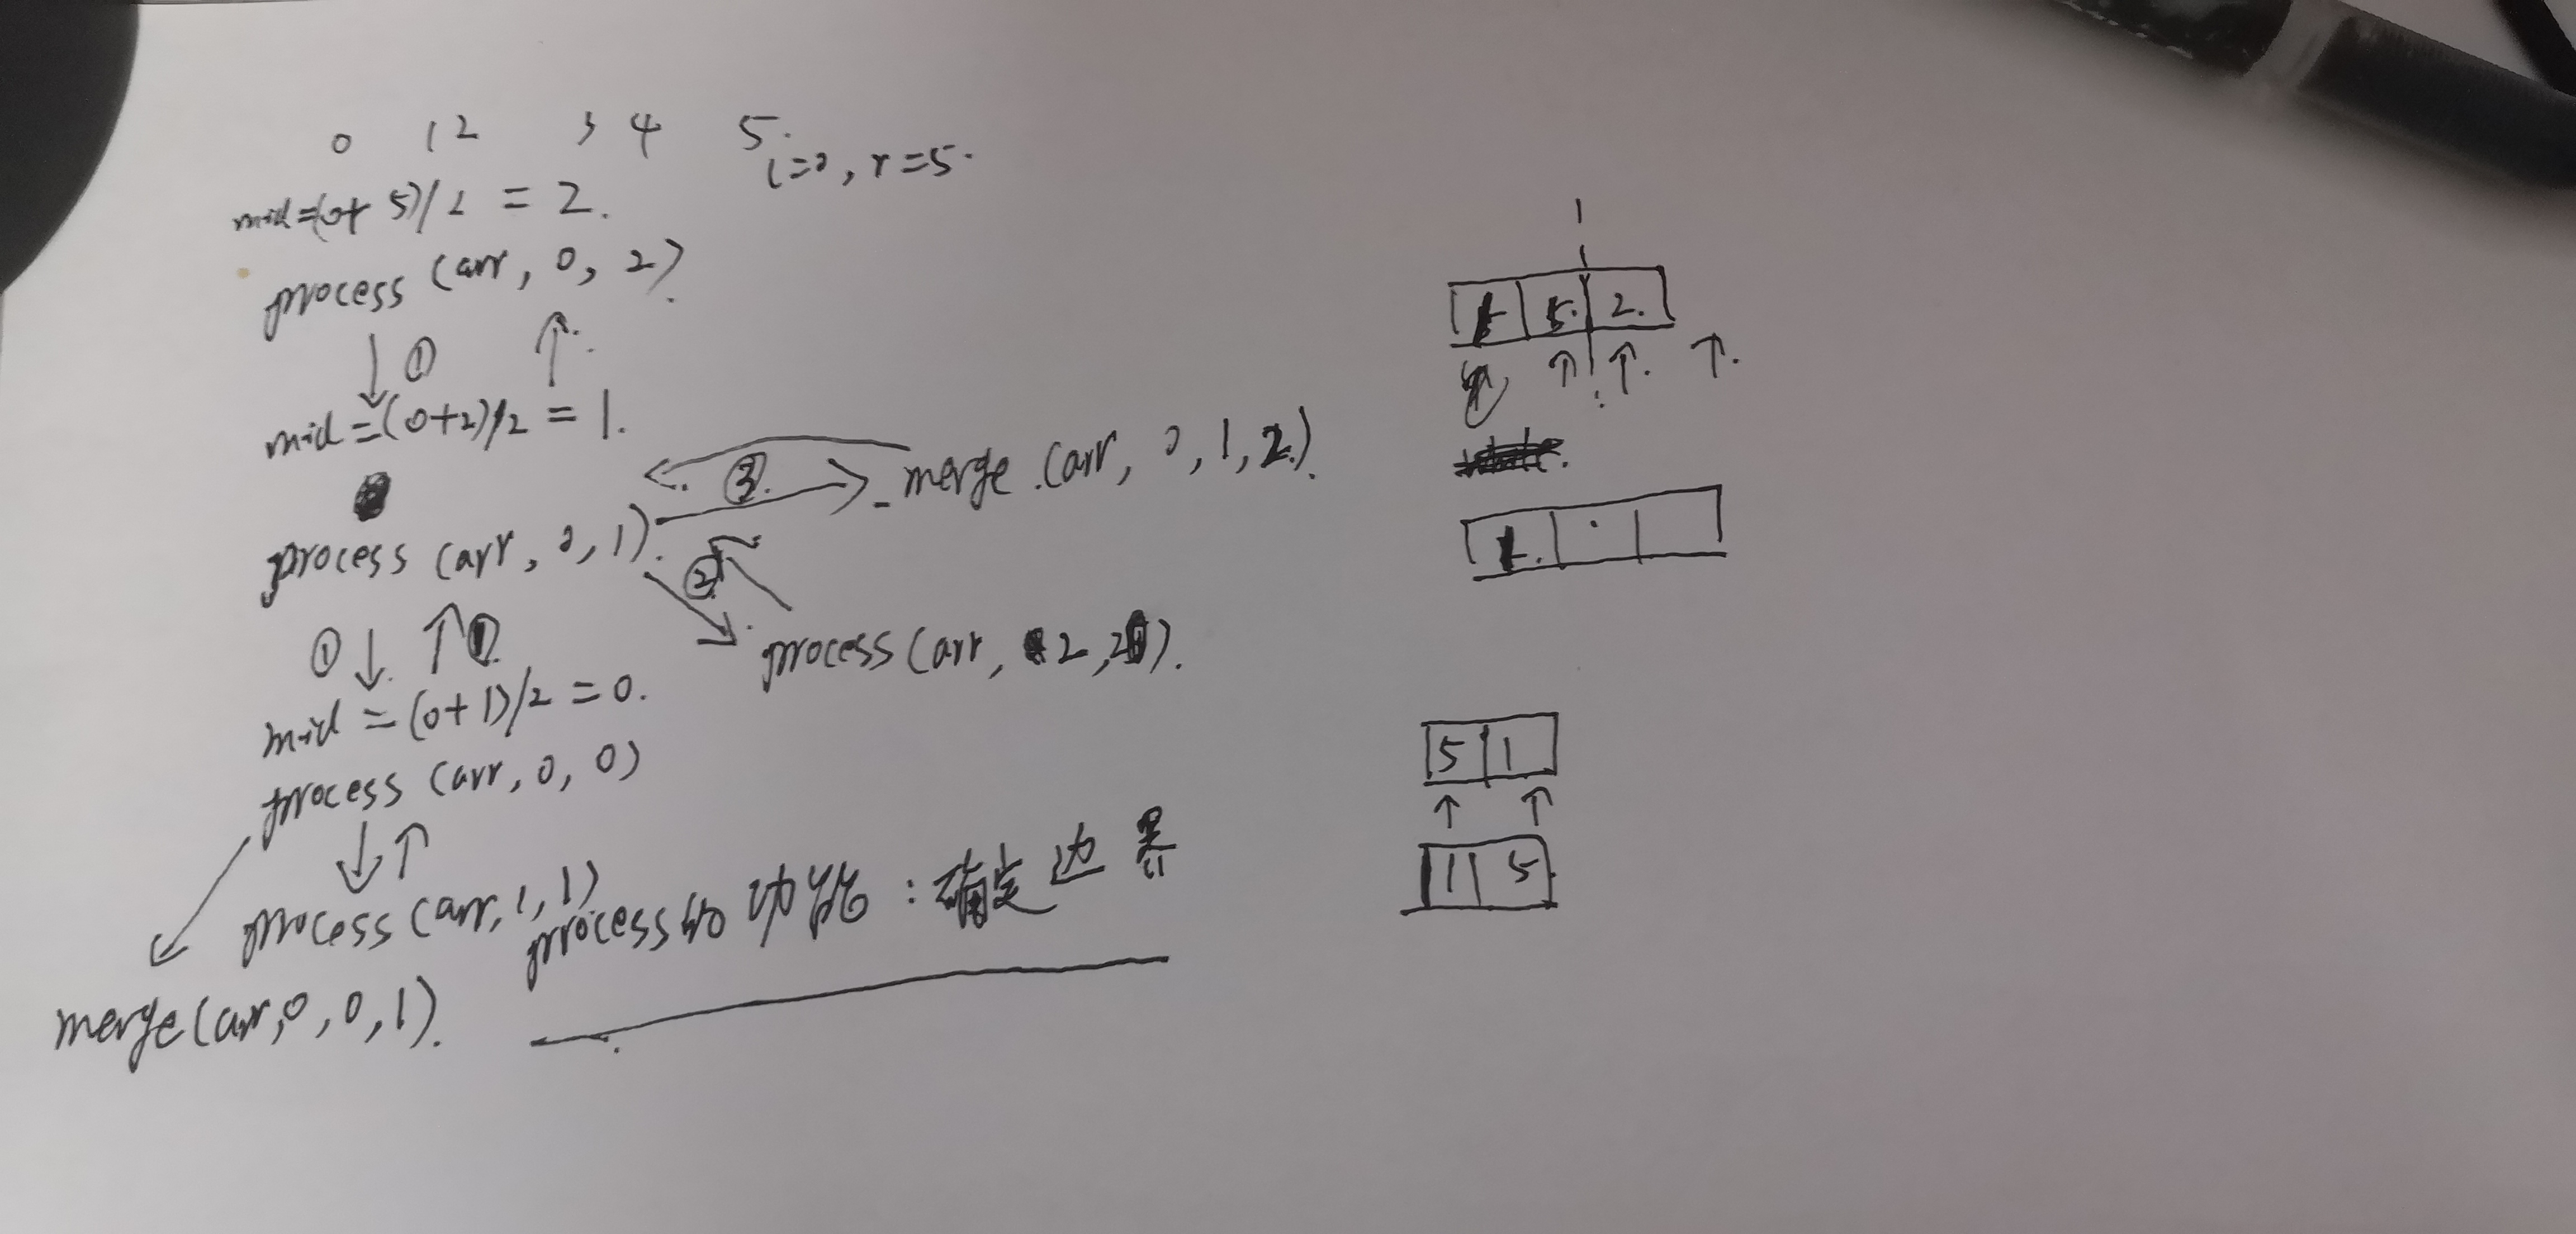 0 1 2 3 4 5.
l=0, r=5.
mid=(0+5)/2 = 2.
process (arr, 0, 2).
↓ ① ↑
mid=(0+2)/2 = 1.
③ merge (arr, 0, 1, 2).
process (arr, 0, 1).
②
① ↓ ↑
process (arr, 2, 2).
mid = (0+1)/2 = 0.
process (arr, 0, 0)
↓ ↑
process (arr, 1, 1)
process的功能:确定边界
merge(arr, 0, 0, 1).
1
1 5. 2.
↑ ↑ ↑.
1.
5 1
↑ ↑
1 5